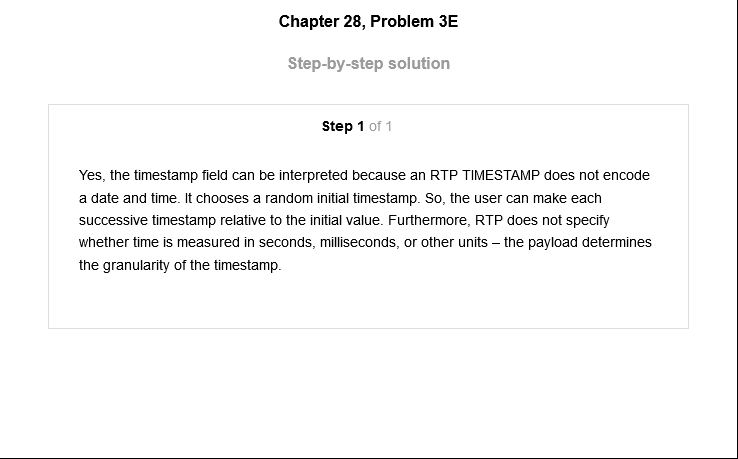 Chapter 28, Problem 3E
Step-by-step solution
Step 1 of 1
Yes, the timestamp field can be interpreted because an RTP TIMESTAMP does not encode
a date and time. It chooses a random initial timestamp. So, the user can make each
successive timestamp relative to the initial value. Furthermore, RTP does not specify
whether time is measured in seconds, milliseconds, or other units – the payload determines
the granularity of the timestamp.